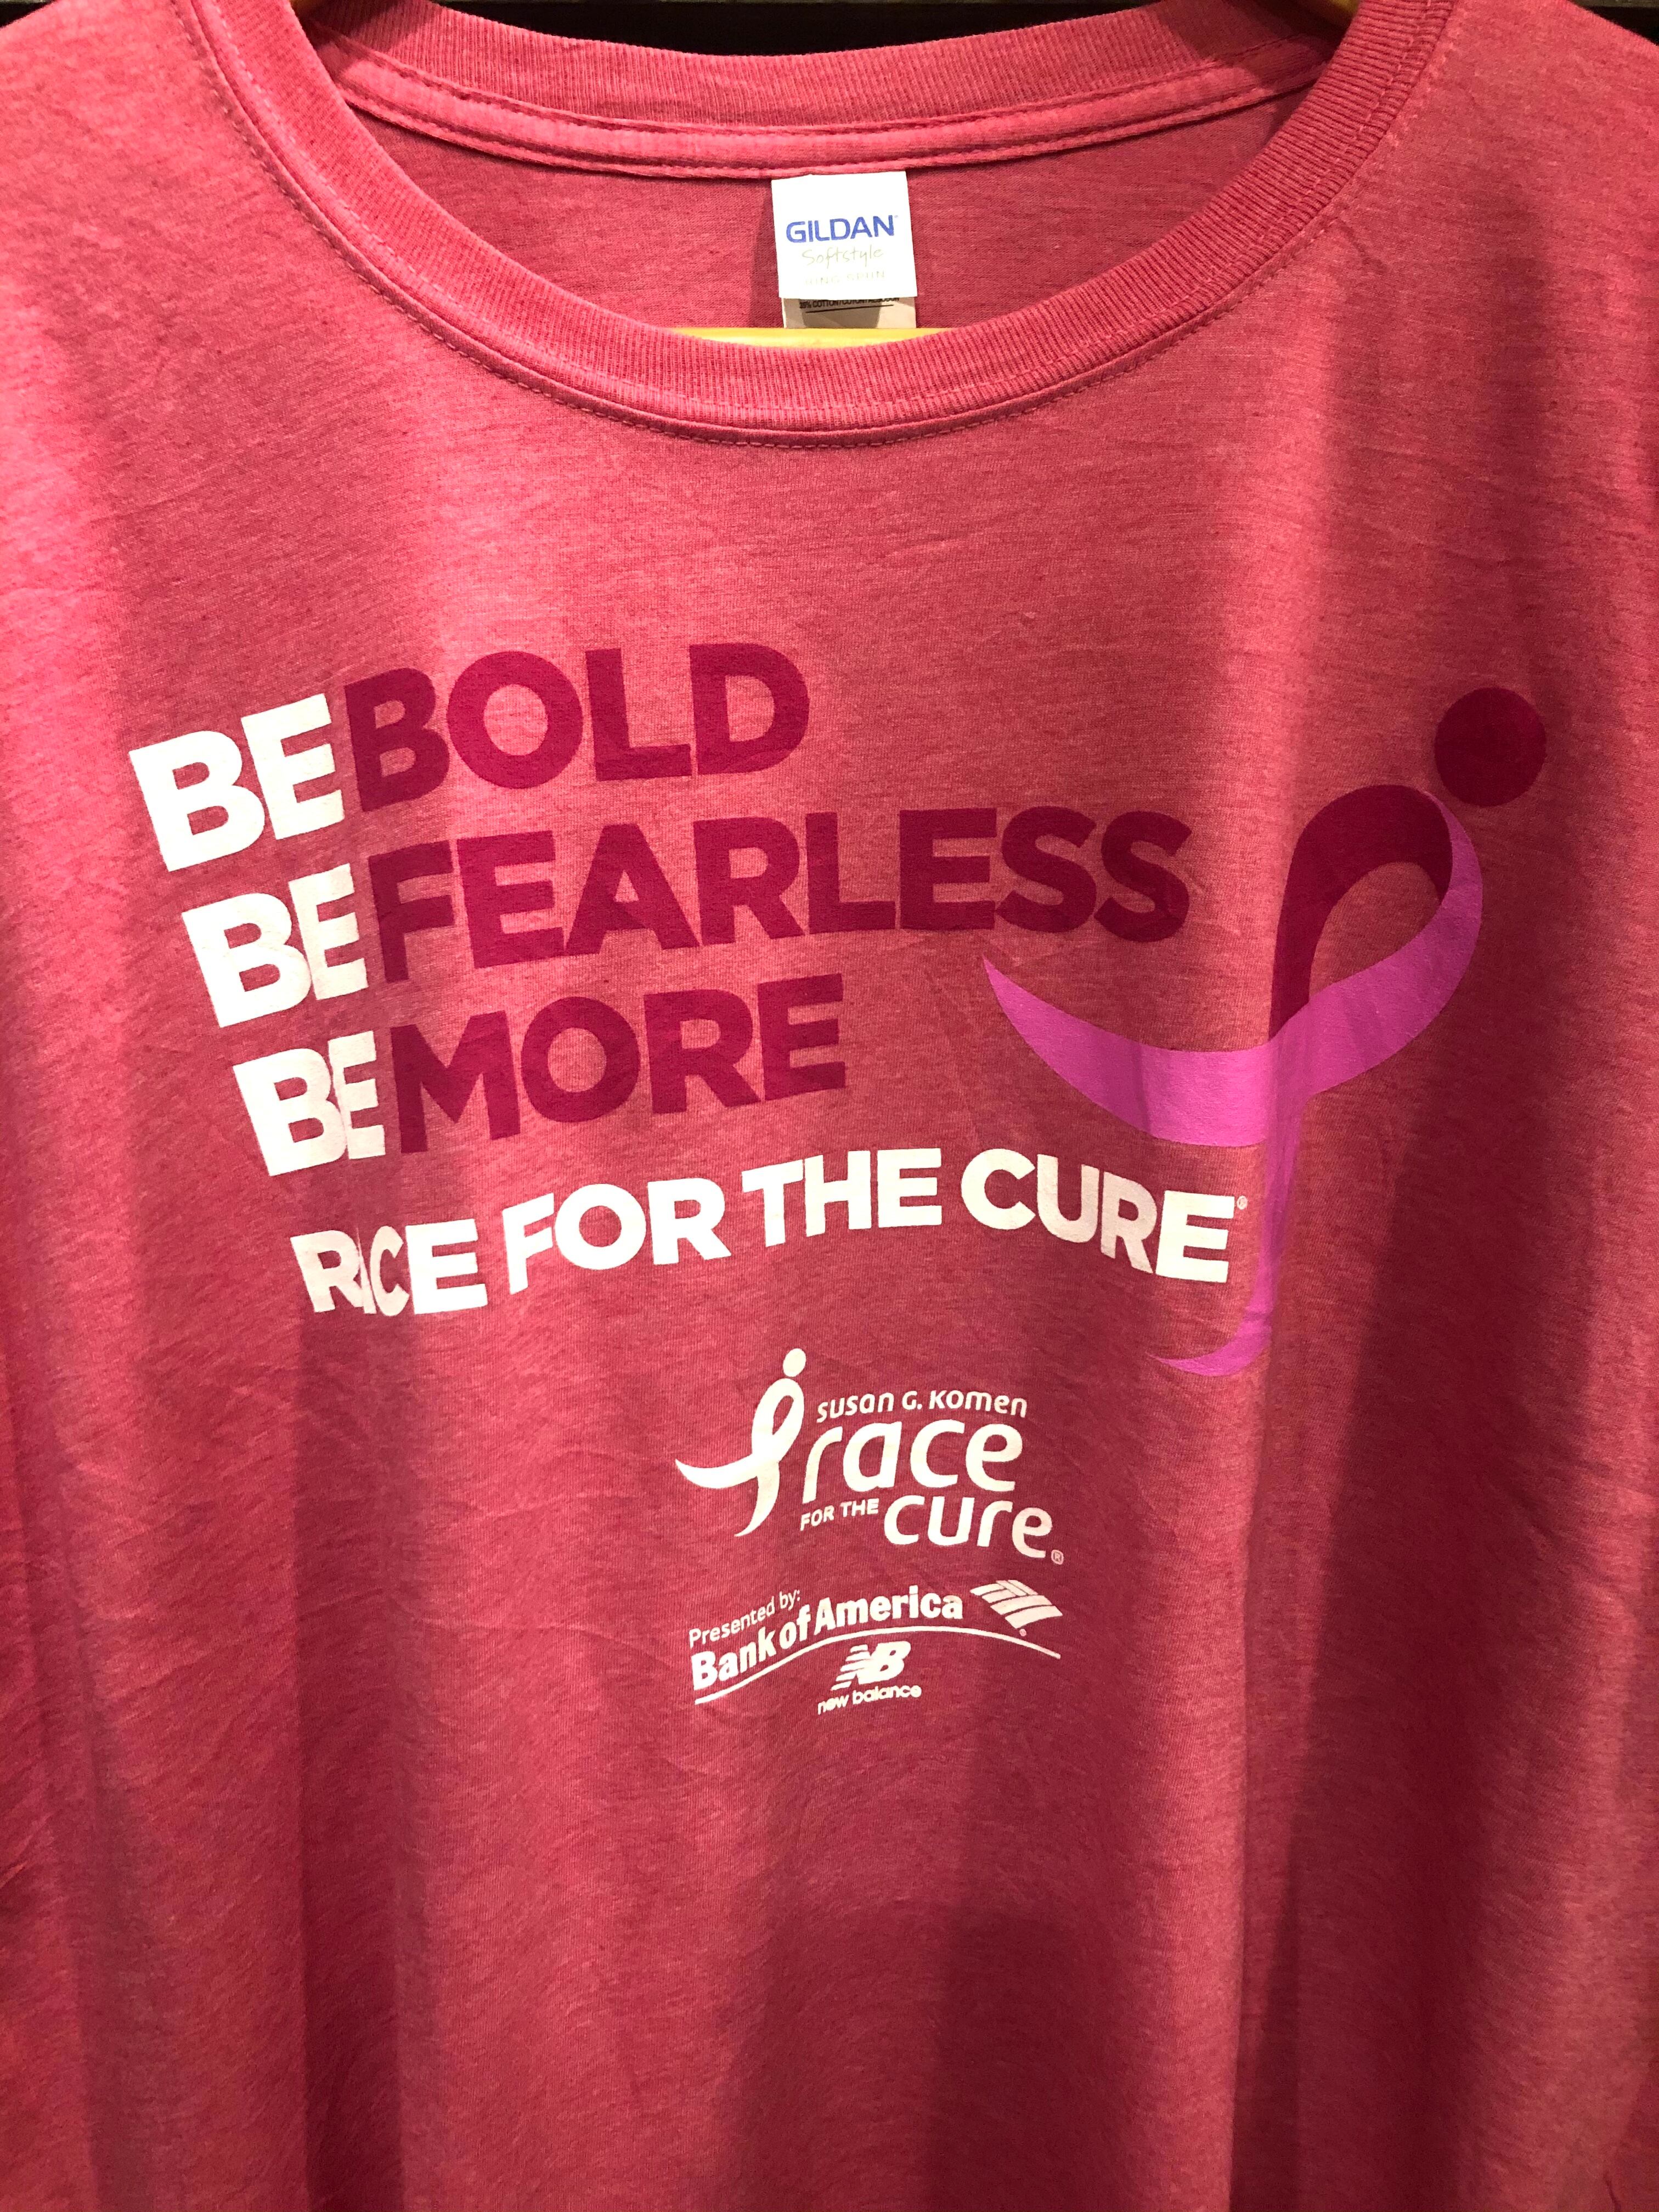 GILDAN
Softstyle
BE BOLD
BE FEARLESS
BE MORE
RACE FOR THE CURE®
SUSAN G. KOMEN
race
FOR THE cure®
Presented by:
Bank of America
NB
new balance